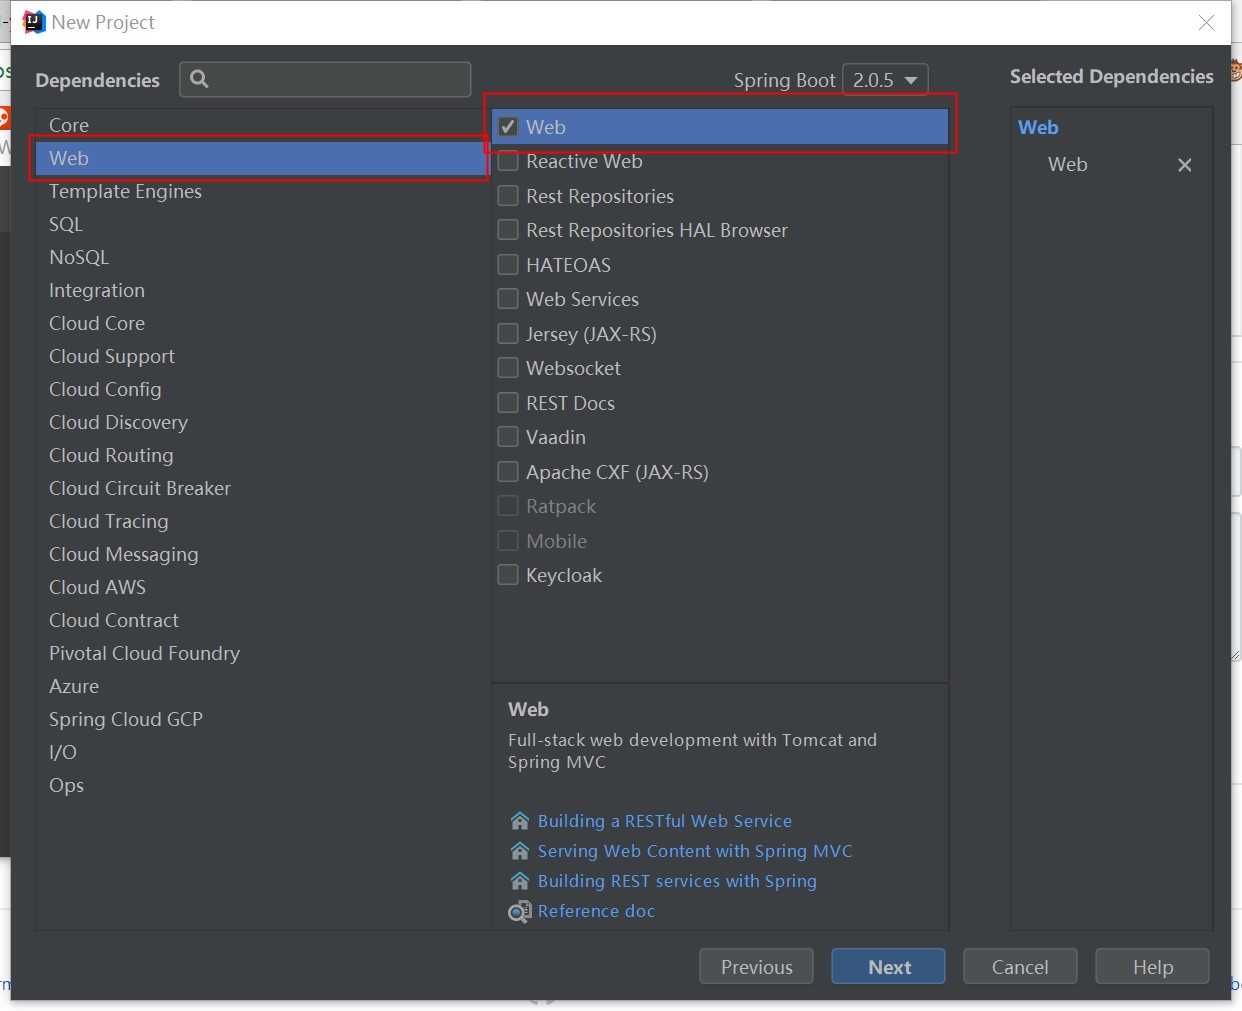 New Project
Dependencies
Spring Boot 2.0.5
Selected Dependencies
Core
Web
Template Engines
SQL
NoSQL
Integration
Cloud Core
Cloud Support
Cloud Config
Cloud Discovery
Cloud Routing
Cloud Circuit Breaker
Cloud Tracing
Cloud Messaging
Cloud AWS
Cloud Contract
Pivotal Cloud Foundry
Azure
Spring Cloud GCP
I/O
Ops
Web
Reactive Web
Rest Repositories
Rest Repositories HAL Browser
HATEOAS
Web Services
Jersey (JAX-RS)
Websocket
REST Docs
Vaadin
Apache CXF (JAX-RS)
Ratpack
Mobile
Keycloak
Web
Full-stack web development with Tomcat and
Spring MVC
Building a RESTful Web Service
Serving Web Content with Spring MVC
Building REST services with Spring
Reference doc
Web
Web
Previous
Next
Cancel
Help